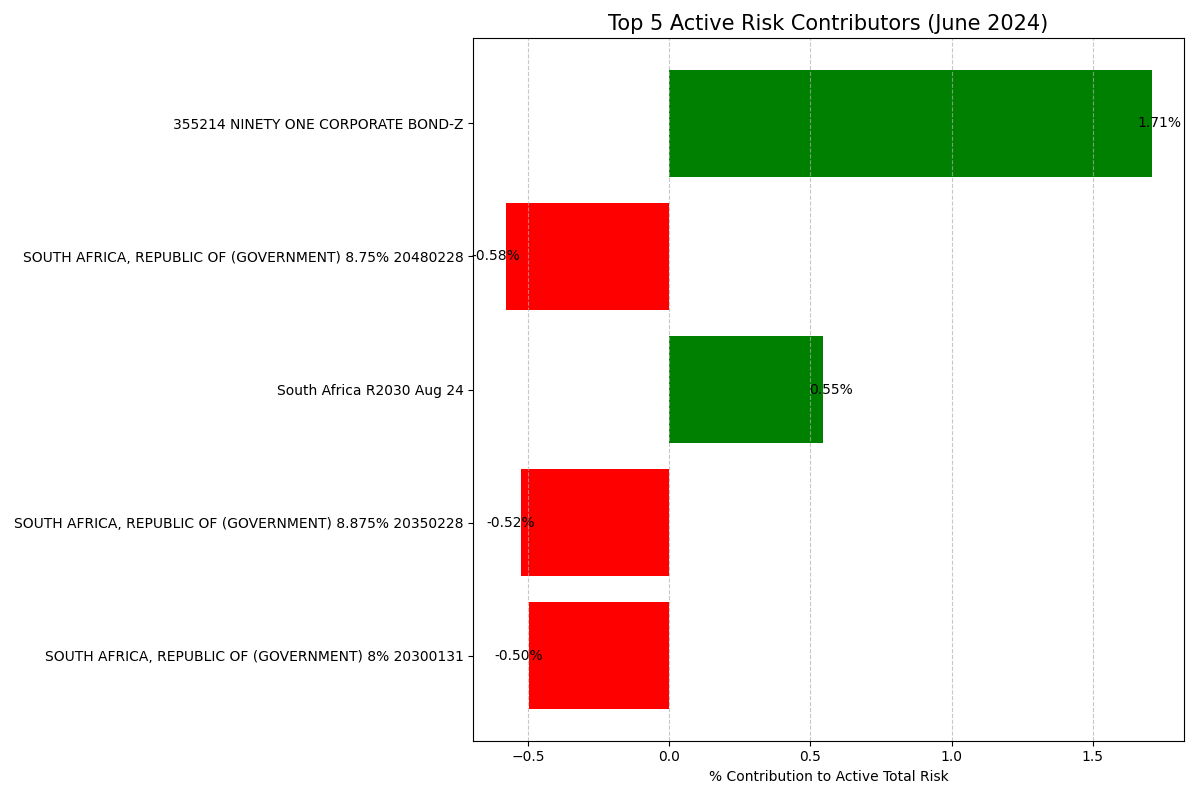 Top 5 Active Risk Contributors (June 2024)
355214 NINETY ONE CORPORATE BOND-Z
1.71%
SOUTH AFRICA, REPUBLIC OF (GOVERNMENT) 8.75% 20480228
-0.58%
South Africa R2030 Aug 24
0.55%
SOUTH AFRICA, REPUBLIC OF (GOVERNMENT) 8.875% 20350228
-0.52%
SOUTH AFRICA, REPUBLIC OF (GOVERNMENT) 8% 20300131
-0.50%
−0.5 0.0 0.5 1.0 1.5
% Contribution to Active Total Risk